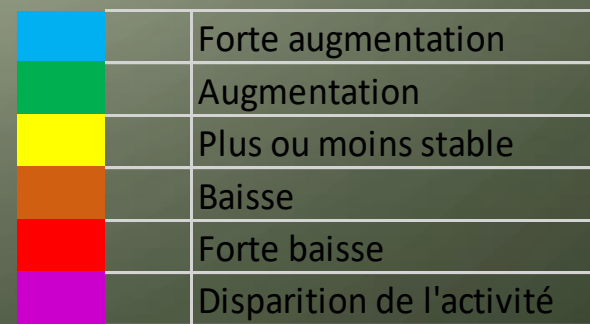 Forte augmentation
Augmentation
Plus ou moins stable
Baisse
Forte baisse
Disparition de l'activité